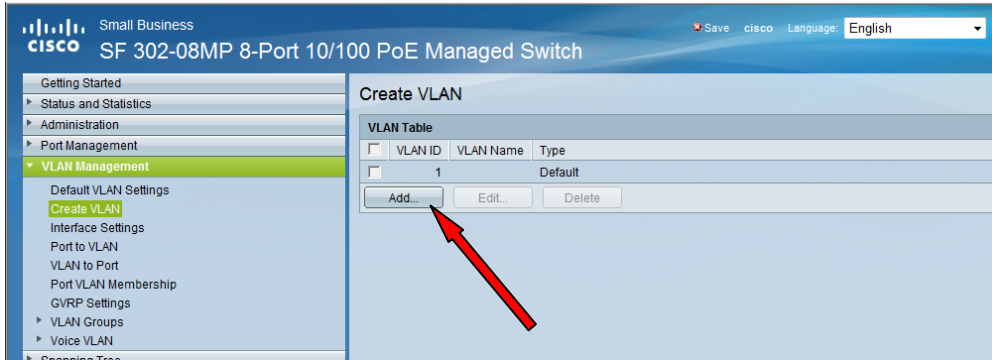 Small Business
cisco SF 302-08MP 8-Port 10/100 PoE Managed Switch
Save cisco Language: English
Getting Started
Status and Statistics
Administration
Port Management
VLAN Management
Default VLAN Settings
Create VLAN
Interface Settings
Port to VLAN
VLAN to Port
Port VLAN Membership
GVRP Settings
VLAN Groups
Voice VLAN
Spanning Tree
Create VLAN
VLAN Table
VLAN ID VLAN Name Type
1 Default
Add... Edit... Delete